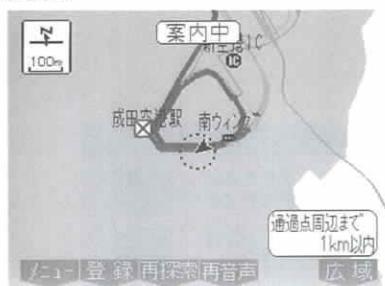 案内中
100m
新空港IC
IC
成田空港駅
南ウィング
通過点周辺まで
1km以内
メニュー 登録 再探索 再音声 広域